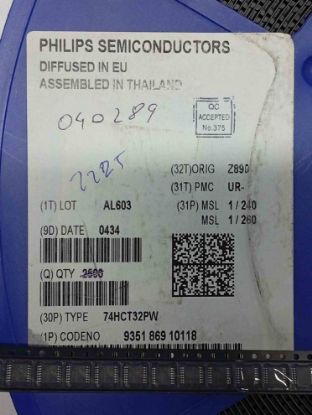 PHILIPS SEMICONDUCTORS
DIFFUSED IN EU
ASSEMBLED IN THAILAND
040289
QC
ACCEPTED
No.375
2225
(32T)ORIG Z890
(31T) PMC UR-
(1T) LOT AL603
(31P) MSL 1 / 240
MSL 1 / 260
(9D) DATE 0434
(Q) QTY 2500
(30P) TYPE 74HCT32PW
(1P) CODENO 9351 869 10118